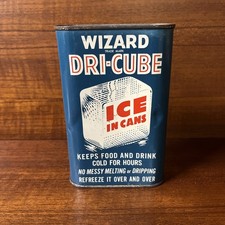 WIZARD
TRADE MARK
DRI-CUBE
ICE
IN CANS
KEEPS FOOD AND DRINK
COLD FOR HOURS
NO MESSY MELTING or DRIPPING
REFREEZE IT OVER AND OVER